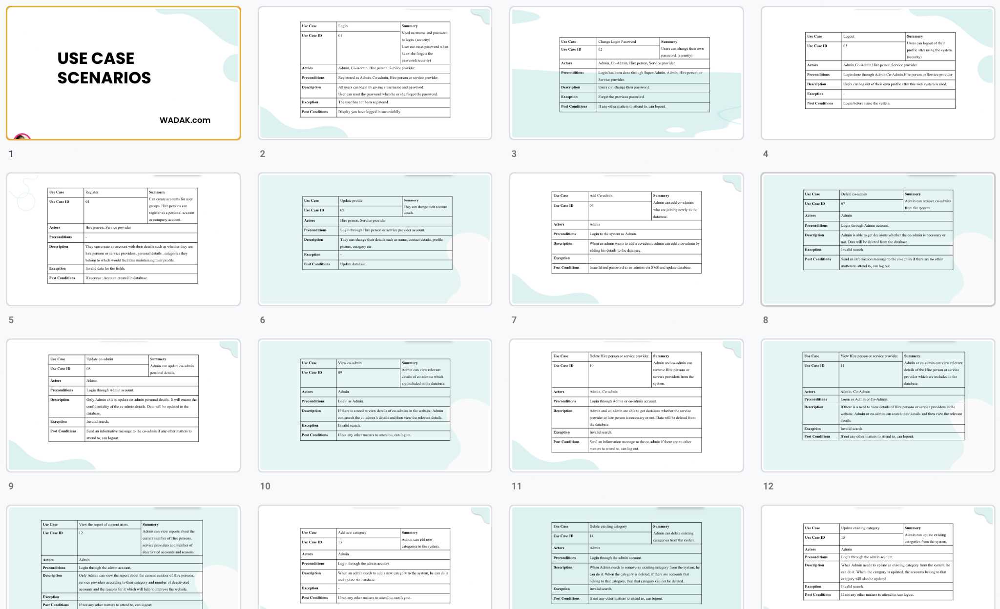 USE CASE
SCENARIOS
WADAK.com
1
Use Case Login Summery
Need username and password
to login. (security)
User can reset password when
he or she forgets the
password(security)
Use Case ID 01
Actors Admin, Co-Admin, Hire person, Service provider
Preconditions Registered as Admin, Co-admin, Hire person or service provider.
Description All users can login by giving a username and password.
User can reset the password when he or she forgot the password.
Exception The user has not been registered.
Post Conditions Display you have logged in successfully.
2
Use Case Change Login Password Summery
Users can change their own
password. (security)
Use Case ID 02
Actors Admin, Co-Admin, Hire person, Service provider
Preconditions Login has been done through Super-Admin, Admin, Hire person, or
Service provider.
Description Users can change their password.
Exception Forget the previous password.
Post Conditions If any other matters to attend to, can logout.
3
Use Case Logout Summery
Users can logout of their
profile after using the system.
(security)
Use Case ID 03
Actors Admin,Co-Admin,Hire person,Service provider
Preconditions Login done through Admin,Co-Admin,Hire person,or Service provider
Description Users can log out of their own profile after this web system is used.
Exception -
Post Conditions Login before reuse the system.
4
Use Case Register Summery
Can create accounts for user
groups. Hire persons can
register as a personal account
or company account.
Use Case ID 04
Actors Hire person, Service provider
Preconditions -
Description They can create an account with their details such as whether they are
hire persons or service providers, personal details , categories they
belong to which would facilitate maintaining their profile.
Exception Invalid data for the fields.
Post Conditions If success : Account created in database.
5
Use Case Update profile. Summery
They can change their account
details.
Use Case ID 05
Actors Hire person, Service provider
Preconditions Login through Hire person or service provider account.
Description They can change their details such as name, contact details, profile
picture, category etc.
Exception -
Post Conditions Update database.
6
Use Case Add Co-admin. Summery
Admin can add co-admins
who are joining newly to the
database.
Use Case ID 06
Actors Admin
Preconditions Login to the system as Admin.
Description When an admin wants to add a co-admin, admin can add a co-admin by
adding his details to the database.
Exception -
Post Conditions Issue Id and password to co-admins via SMS and update database.
7
Use Case Delete co-admin Summery
Admin can remove co-admins
from the system.
Use Case ID 07
Actors Admin
Preconditions Login through Admin account.
Description Admin is able to get decisions whether the co-admin is necessary or
not. Data will be deleted from the database.
Exception Invalid search.
Post Conditions Send an information message to the co-admin if there are no other
matters to attend to, can log out.
8
Use Case Update co-admin Summery
Admin can update co-admin
personal details.
Use Case ID 08
Actors Admin
Preconditions Login through Admin account.
Description Only Admin able to update co-admin personal details. It will ensure the
confidentiality of the co-admin details. Data will be updated in the
database.
Exception Invalid search.
Post Conditions Send an informative message to the co-admin if any other matters to
attend to, can logout.
9
Use Case View co-admin Summery
Admin can view relevant
details of co-admins which
are included in the database.
Use Case ID 09
Actors Admin
Preconditions Login as Admin.
Description If there is a need to view details of co-admins in the website, Admin
can search the co-admin's details and then view the relevant details.
Exception Invalid search.
Post Conditions If not any other matters to attend to, can logout.
10
Use Case Delete Hire person or service provider. Summery
Admin and co-admin can
remove Hire persons or
service providers from the
system.
Use Case ID 10
Actors Admin, Co-admin
Preconditions Login through Admin or co-admin account.
Description Admin and co-admin are able to get decisions whether the service
provider or hire person is necessary or not. Data will be deleted from
the database.
Exception Invalid search.
Post Conditions Send an information message to the co-admin if there are no other
matters to attend to, can log out.
11
Use Case View Hire person or service provider. Summery
Admin or co-admin can view relevant
details of the Hire person or service
provider which are included in the
database.
Use Case ID 11
Actors Admin, Co-Admin
Preconditions Login as Admin or Co-Admin.
Description If there is a need to view details of Hire persons or service providers in the
website, Admin or co-admin can search their details and then view the relevant
details.
Exception Invalid search.
Post Conditions If not any other matters to attend to, can logout.
12
Use Case View the report of current users. Summery
Admin can view reports about the
current number of Hire persons,
service providers and number of
deactivated accounts and reasons.
Use Case ID 12
Actors Admin
Preconditions Login through the admin account.
Description Only Admin can view the report about the current number of Hire persons,
service providers according to their category and number of deactivated
accounts and the reasons for it which will help to improve the website.
Exception -
Post Conditions If not any other matters to attend to, can logout.
Use Case Add new category Summery
Admin can add new
categories to the system.
Use Case ID 13
Actors Admin
Preconditions Login through the admin account.
Description When an admin needs to add a new category to the system, he can do it
and update the database.
Exception -
Post Conditions If not any other matters to attend to, can logout.
Use Case Delete existing category Summery
Admin can delete existing
categories from the system.
Use Case ID 14
Actors Admin
Preconditions Login through the admin account.
Description When Admin needs to remove an existing category from the system, he
can do it. When the category is deleted, if there are accounts that
belong to that category, then that category can not be deleted..
Exception Invalid search.
Post Conditions If not any other matters to attend to, can logout.
Use Case Update existing category Summery
Admin can update existing
categories from the system.
Use Case ID 15
Actors Admin
Preconditions Login through the admin account.
Description When Admin needs to update an existing category from the system, he
can do it. When the category is updated, the accounts belong to that
category will also be updated.
Exception Invalid search.
Post Conditions If not any other matters to attend to, can logout.